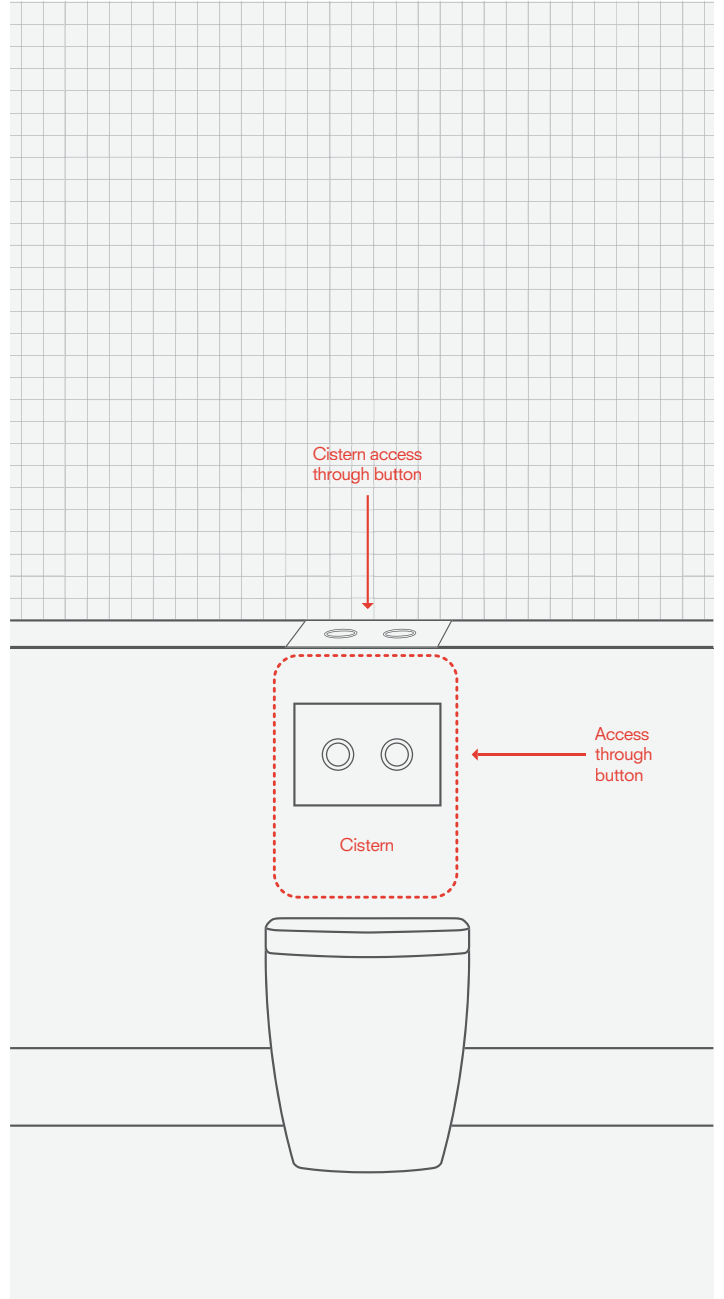 Cistern access
through button
Access
through
button
Cistern